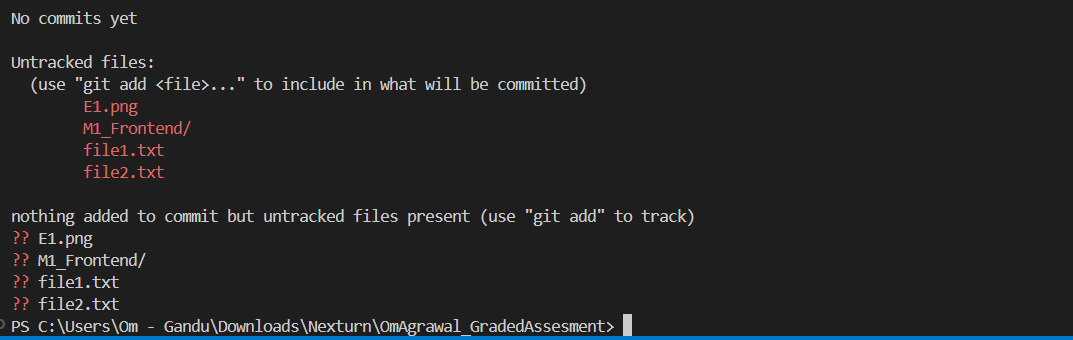 No commits yet
Untracked files:
(use "git add <file>..." to include in what will be committed)
E1.png
M1_Frontend/
file1.txt
file2.txt
nothing added to commit but untracked files present (use "git add" to track)
?? E1.png
?? M1_Frontend/
?? file1.txt
?? file2.txt
PS C:\Users\Om - Gandu\Downloads\Nexturn\OmAgrawal_GradedAssesment>